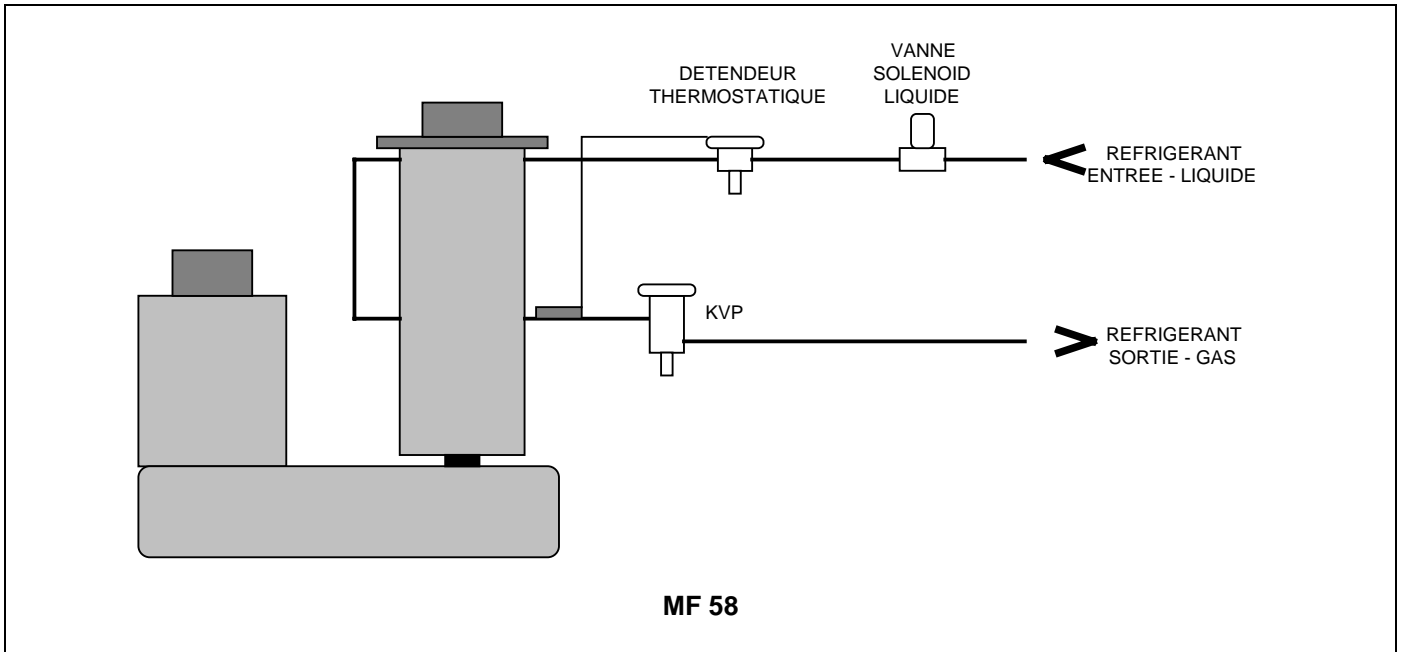 VANNE
SOLENOID
LIQUIDE
DETENDEUR
THERMOSTATIQUE
REFRIGERANT
ENTREE - LIQUIDE
KVP
REFRIGERANT
SORTIE - GAS
MF 58